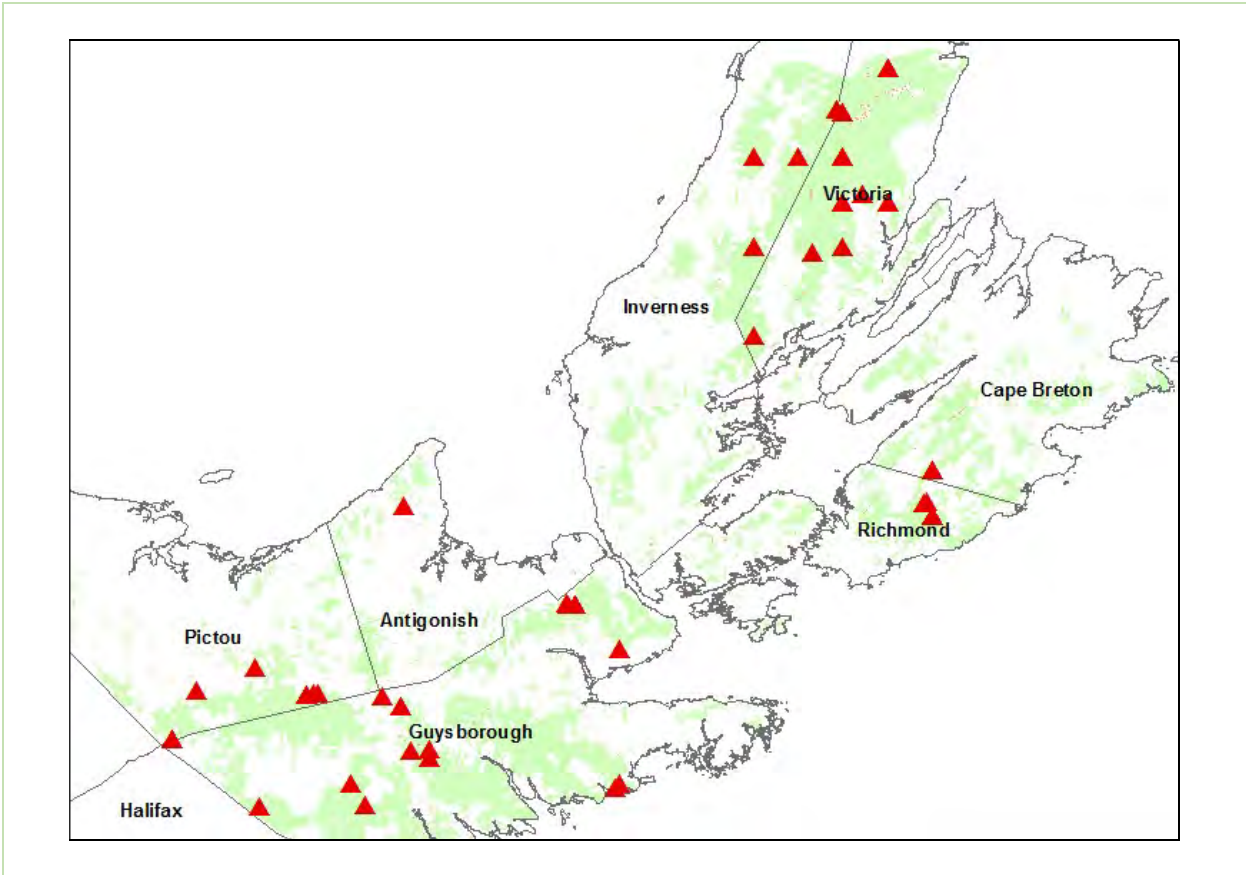 Victoria
Inverness
Cape Breton
Richmond
Antigonish
Pictou
Guysborough
Halifax